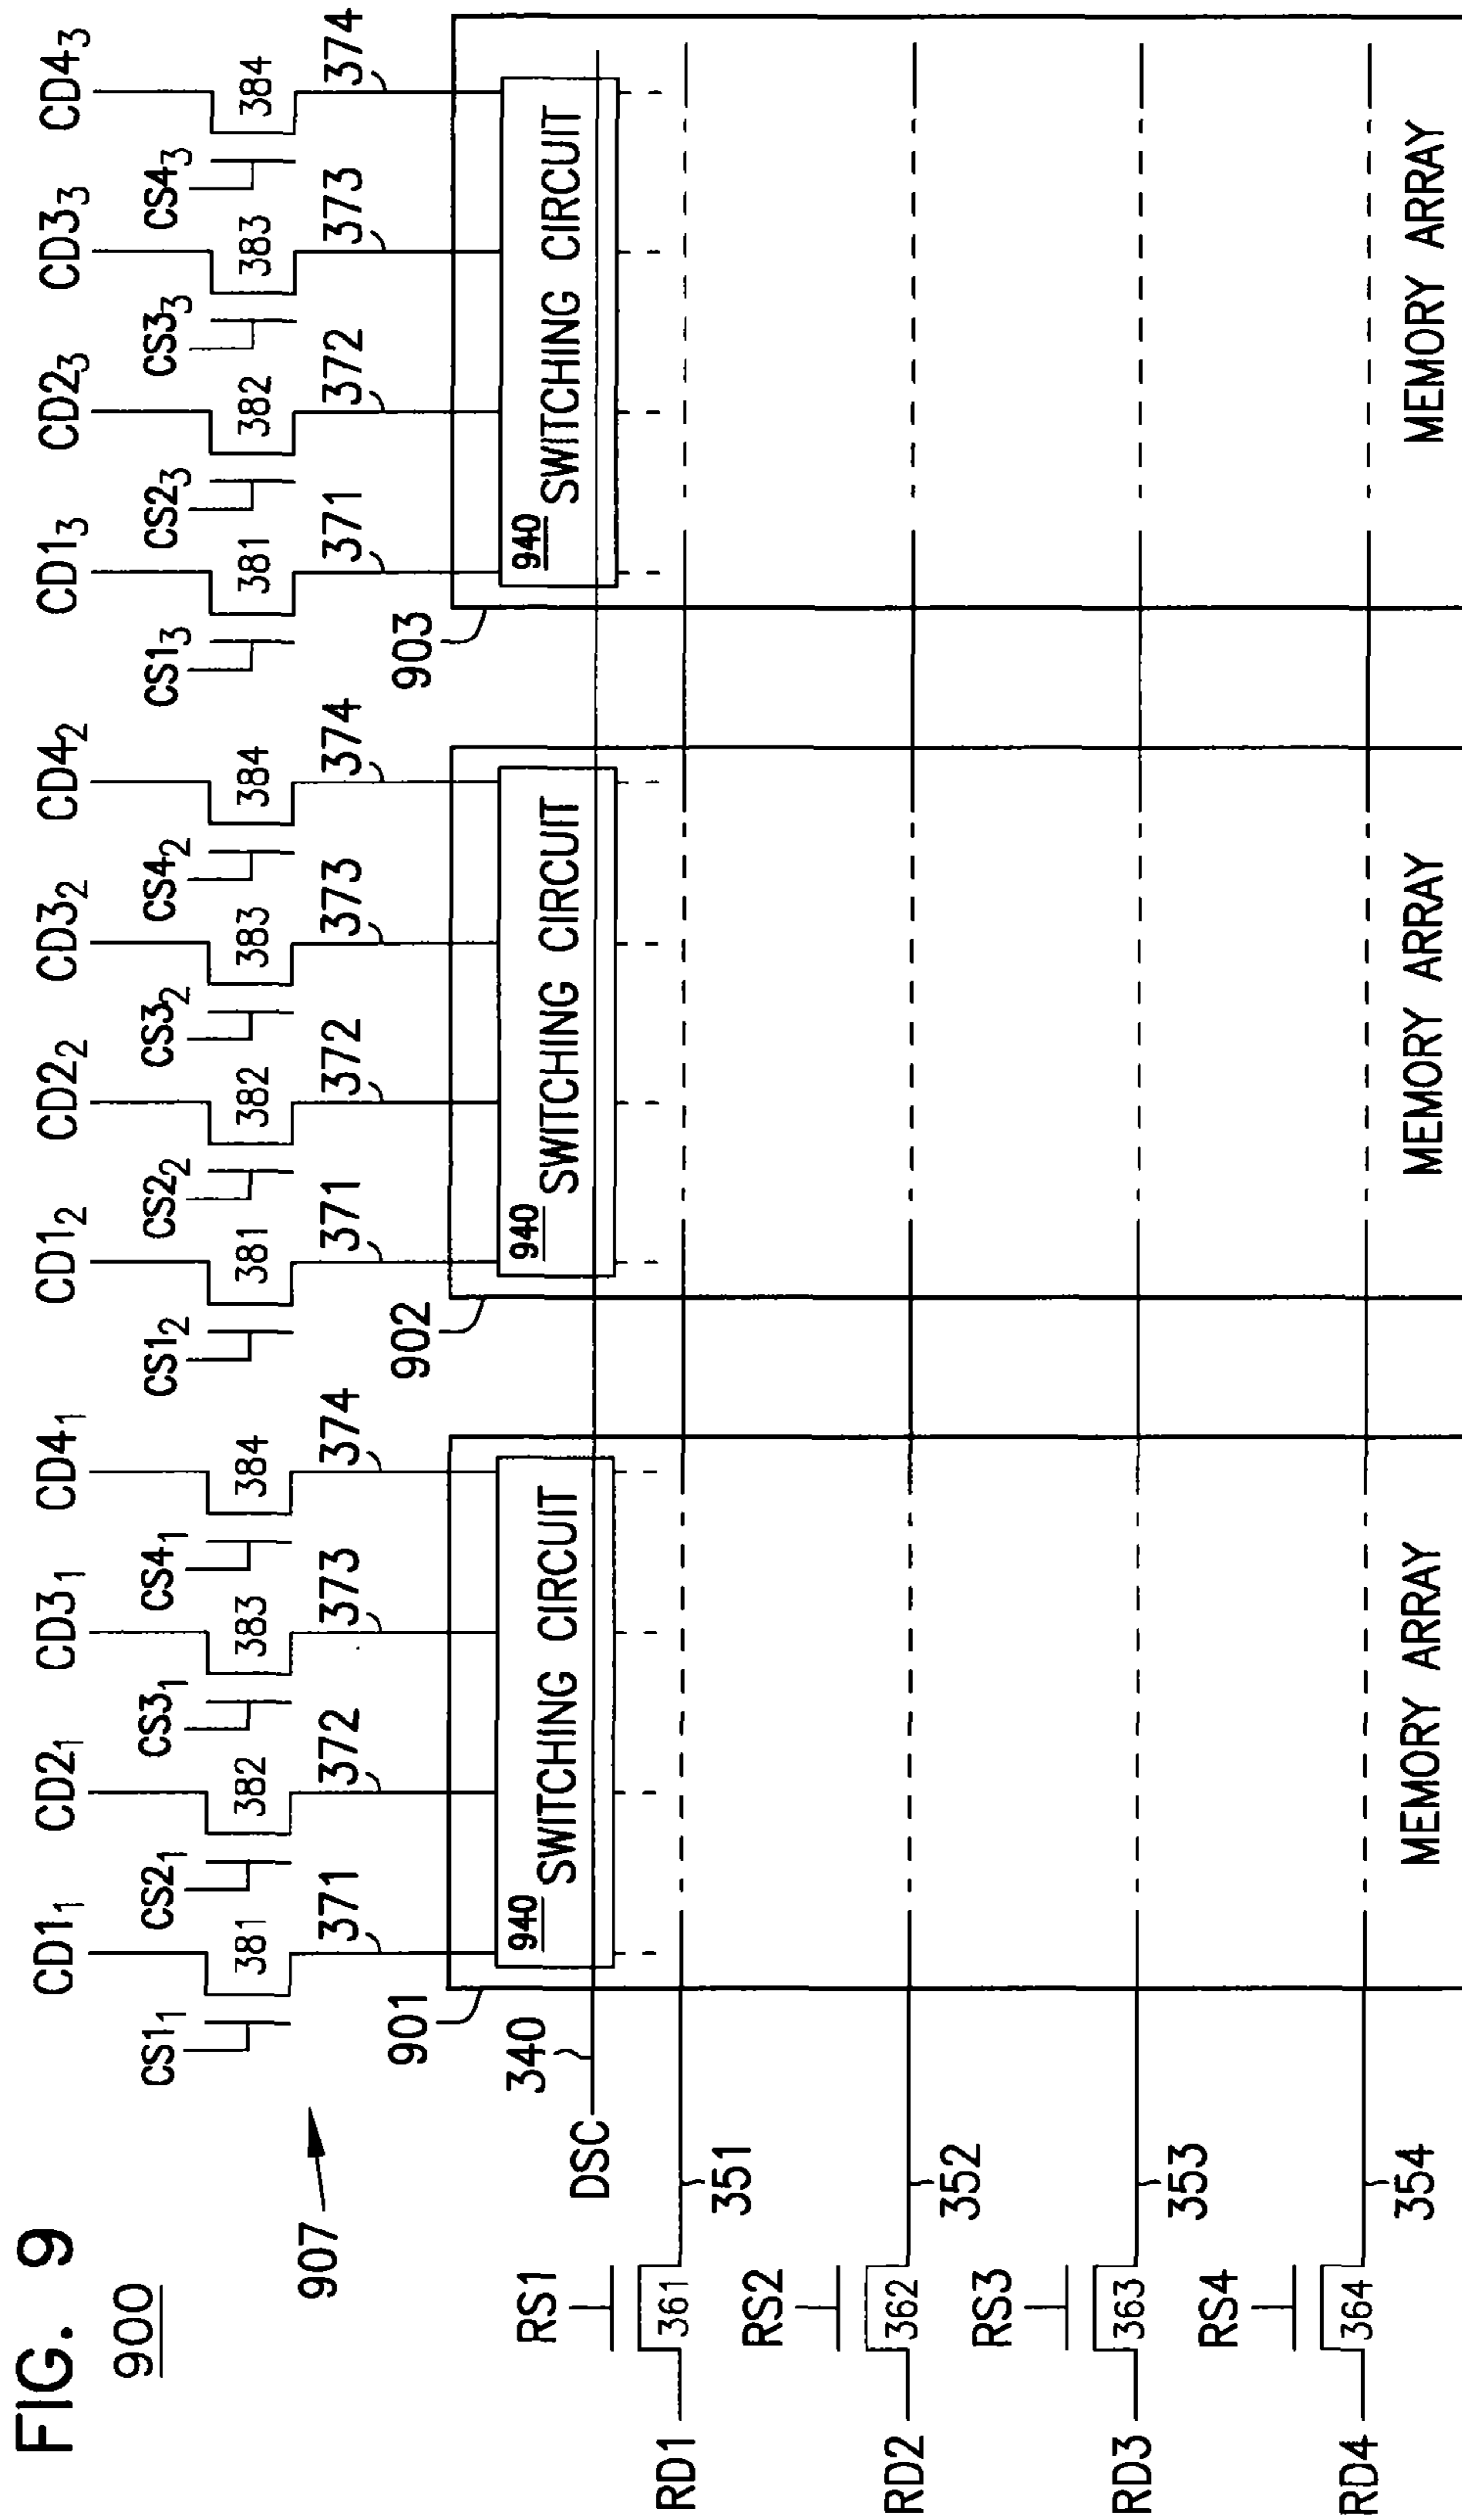 FIG. 9
900
907
CD1₁ CD2₁ CD3₁ CD4₁ CD1₂ CD2₂ CD3₂ CD4₂ CD1₃ CD2₃ CD3₃ CD4₃
CS1₁ CS2₁ CS3₁ CS4₁ CS1₂ CS2₂ CS3₂ CS4₂ CS1₃ CS2₃ CS3₃ CS4₃
381 382 383 384 381 382 383 384 381 382 383 384
371 372 373 374 371 372 373 374 371 372 373 374
901 902 903
340
DSC
940 940 940
SWITCHING CIRCUIT SWITCHING CIRCUIT SWITCHING CIRCUIT
RS1
RD1 361 351
RS2
RD2 362 352
RS3
RD3 363 353
RS4
RD4 364 354
MEMORY ARRAY MEMORY ARRAY MEMORY ARRAY